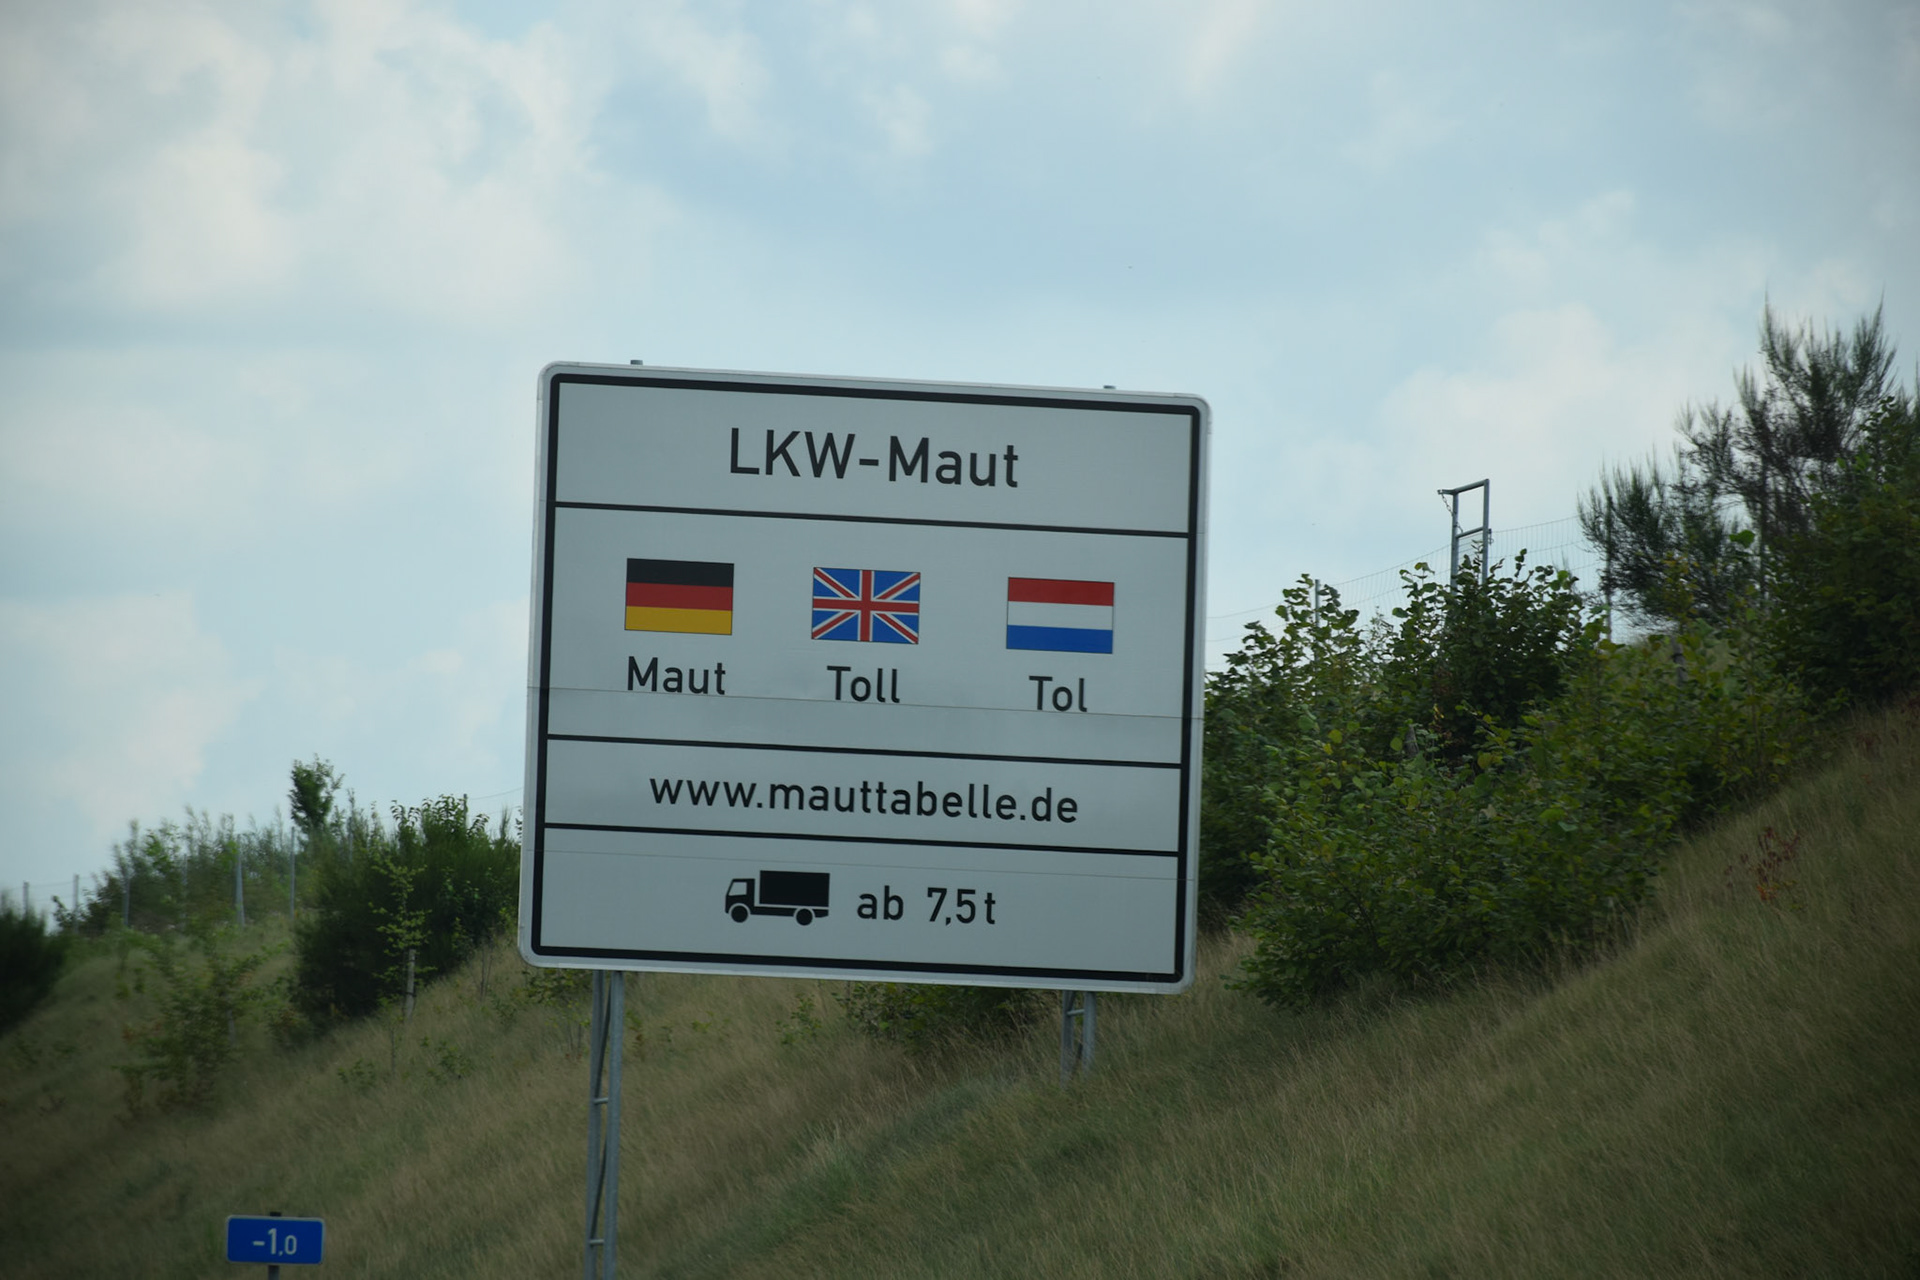 LKW-Maut
Maut Toll Tol
www.mauttabelle.de
ab 7,5t
-1,0